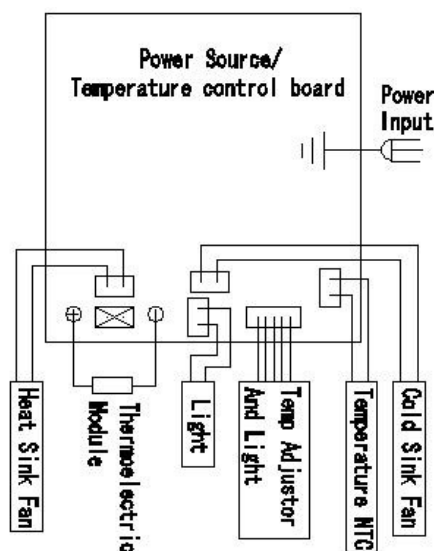 Power Source/
Temperature control board
Power
Input
Heat Sink Fan
Thermoelectric
Module
Light
Temp Adjustor
And Light
Temperature NTC
Cold Sink Fan